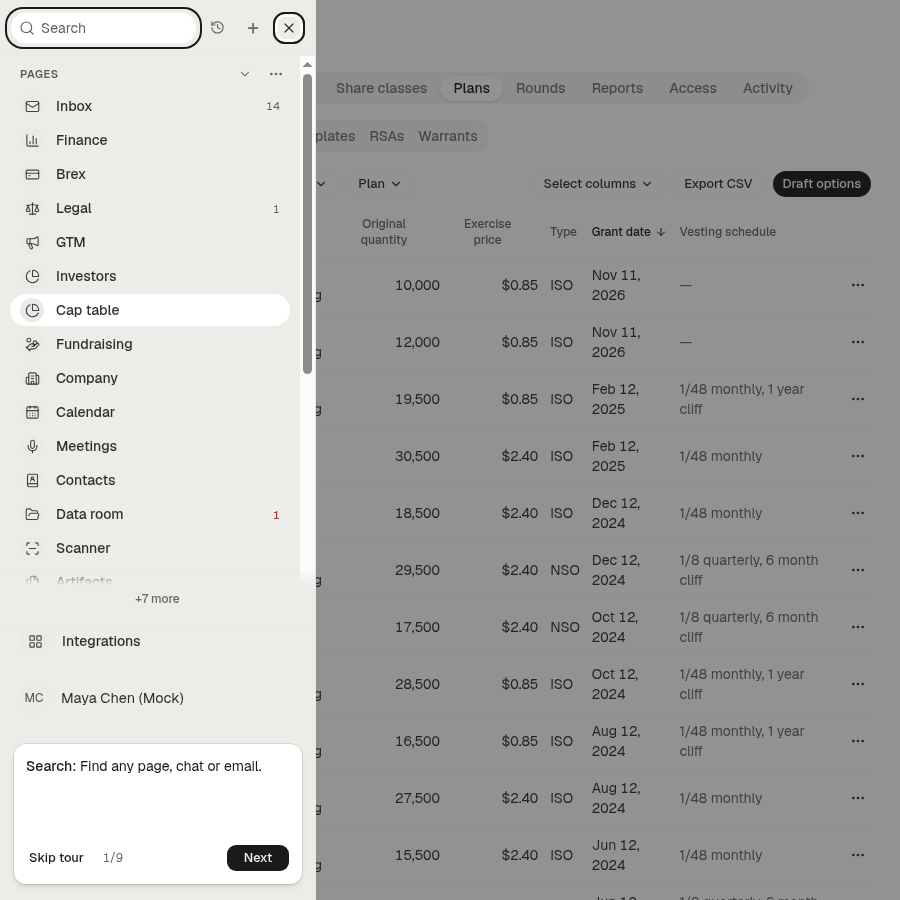 Search
PAGES
Inbox 14
Finance
Brex
Legal 1
GTM
Investors
Cap table
Fundraising
Company
Calendar
Meetings
Contacts
Data room 1
Scanner
Artifacts
+7 more
Integrations
MC Maya Chen (Mock)
Search: Find any page, chat or email.
Skip tour 1/9 Next
Share classes Plans Rounds Reports Access Activity
plates RSAs Warrants
Plan Select columns Export CSV Draft options
Original quantity Exercise price Type Grant date Vesting schedule
g 10,000 $0.85 ISO Nov 11, 2026 —
g 12,000 $0.85 ISO Nov 11, 2026 —
g 19,500 $0.85 ISO Feb 12, 2025 1/48 monthly, 1 year cliff
g 30,500 $2.40 ISO Feb 12, 2025 1/48 monthly
g 18,500 $2.40 ISO Dec 12, 2024 1/48 monthly
g 29,500 $2.40 NSO Dec 12, 2024 1/8 quarterly, 6 month cliff
g 17,500 $2.40 NSO Oct 12, 2024 1/8 quarterly, 6 month cliff
g 28,500 $0.85 ISO Oct 12, 2024 1/48 monthly, 1 year cliff
g 16,500 $0.85 ISO Aug 12, 2024 1/48 monthly, 1 year cliff
g 27,500 $2.40 ISO Aug 12, 2024 1/48 monthly
g 15,500 $2.40 ISO Jun 12, 2024 1/48 monthly